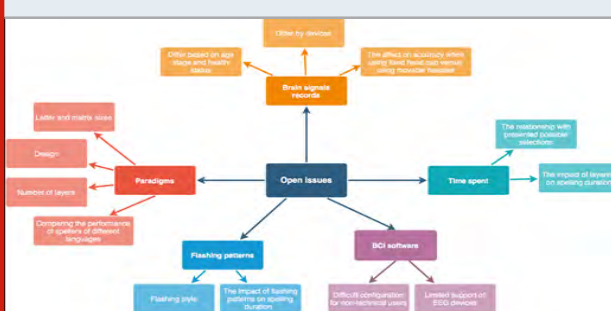 Differ by devices
Differ based on age
stage and health
status
The effect on accuracy when
using fixed head cap versus
using movable headset
Brain signals
records
Letter and matrix sizes
Design
Number of layers
Comparing the performance
of spellers of different
languages
Paradigms
Open issues
Time spent
The relationship with
presented possible
selections
The impact of layers
on spelling duration
Flashing patterns
BCI software
Flashing style
The impact of flashing
patterns on spelling
duration
Difficult configuration
for non-technical users
Limited support of
EEG devices